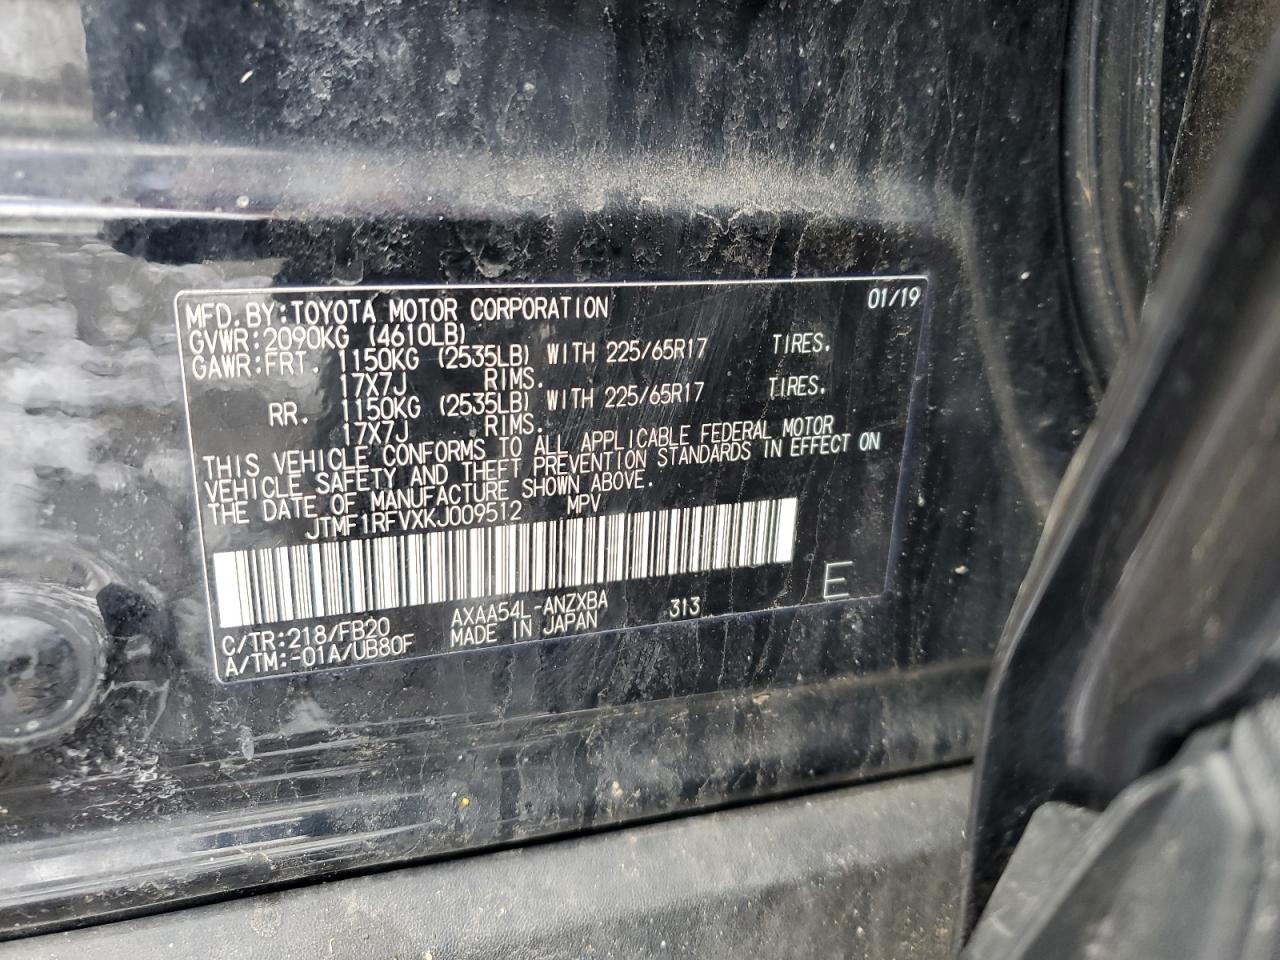 MFD.BY:TOYOTA MOTOR CORPORATION 01/19
GVWR:2090KG (4610LB)
GAWR:FRT. 1150KG (2535LB) WITH 225/65R17 TIRES.
17X7J RIMS.
RR. 1150KG (2535LB) WITH 225/65R17 TIRES.
17X7J RIMS.
THIS VEHICLE CONFORMS TO ALL APPLICABLE FEDERAL MOTOR
VEHICLE SAFETY AND THEFT PREVENTION STANDARDS IN EFFECT ON
THE DATE OF MANUFACTURE SHOWN ABOVE.
JTMF1RFVXKJ009512 MPV
E
C/TR:218/FB20 AXAA54L-ANZXBA 313
A/TM:-01A/UB80F MADE IN JAPAN